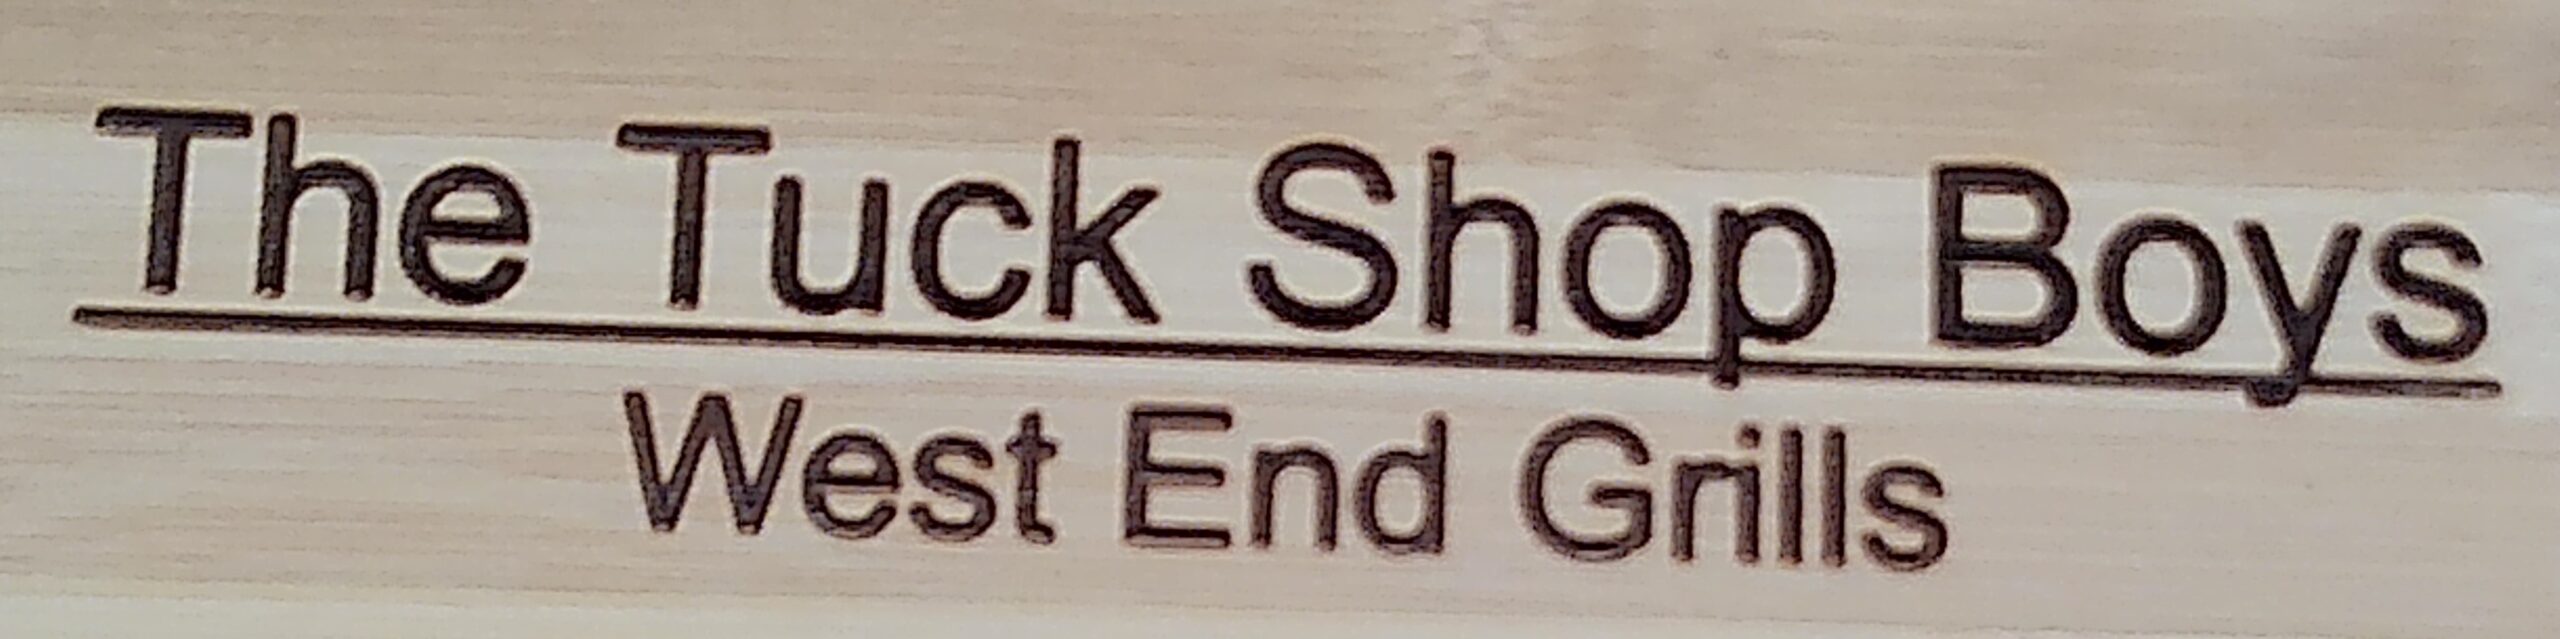 The Tuck Shop Boys
West End Grills